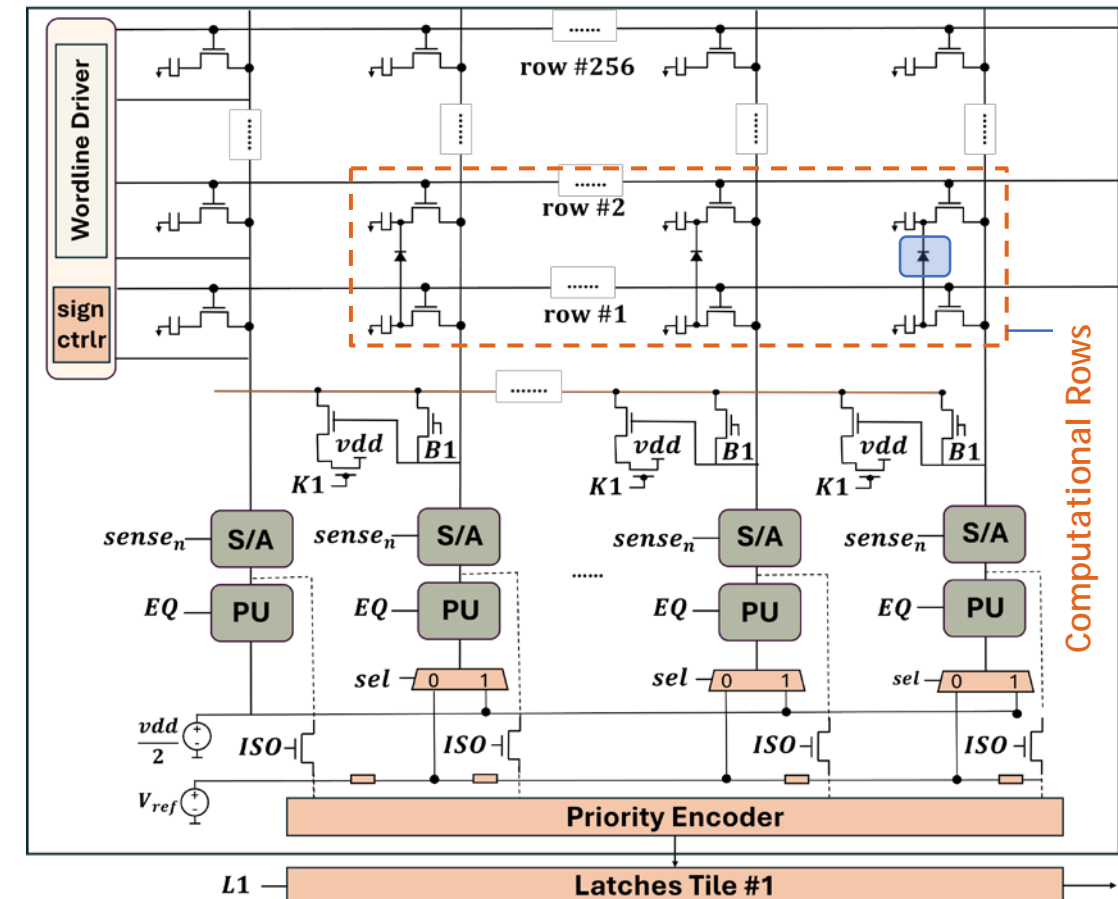 ......
row #256
Wordline Driver
......
......
......
......
......
row #2
sign
ctrlr
......
row #1
Computational Rows
.......
vdd
B1
K1
vdd
B1
K1
vdd
B1
K1
sense_n
S/A
sense_n
S/A
sense_n
S/A
sense_n
S/A
......
EQ
PU
EQ
PU
EQ
PU
EQ
PU
sel
0
1
sel
0
1
sel
0
1
vdd
2
+
-
ISO
ISO
ISO
ISO
V_ref
+
-
Priority Encoder
L1
Latches Tile #1